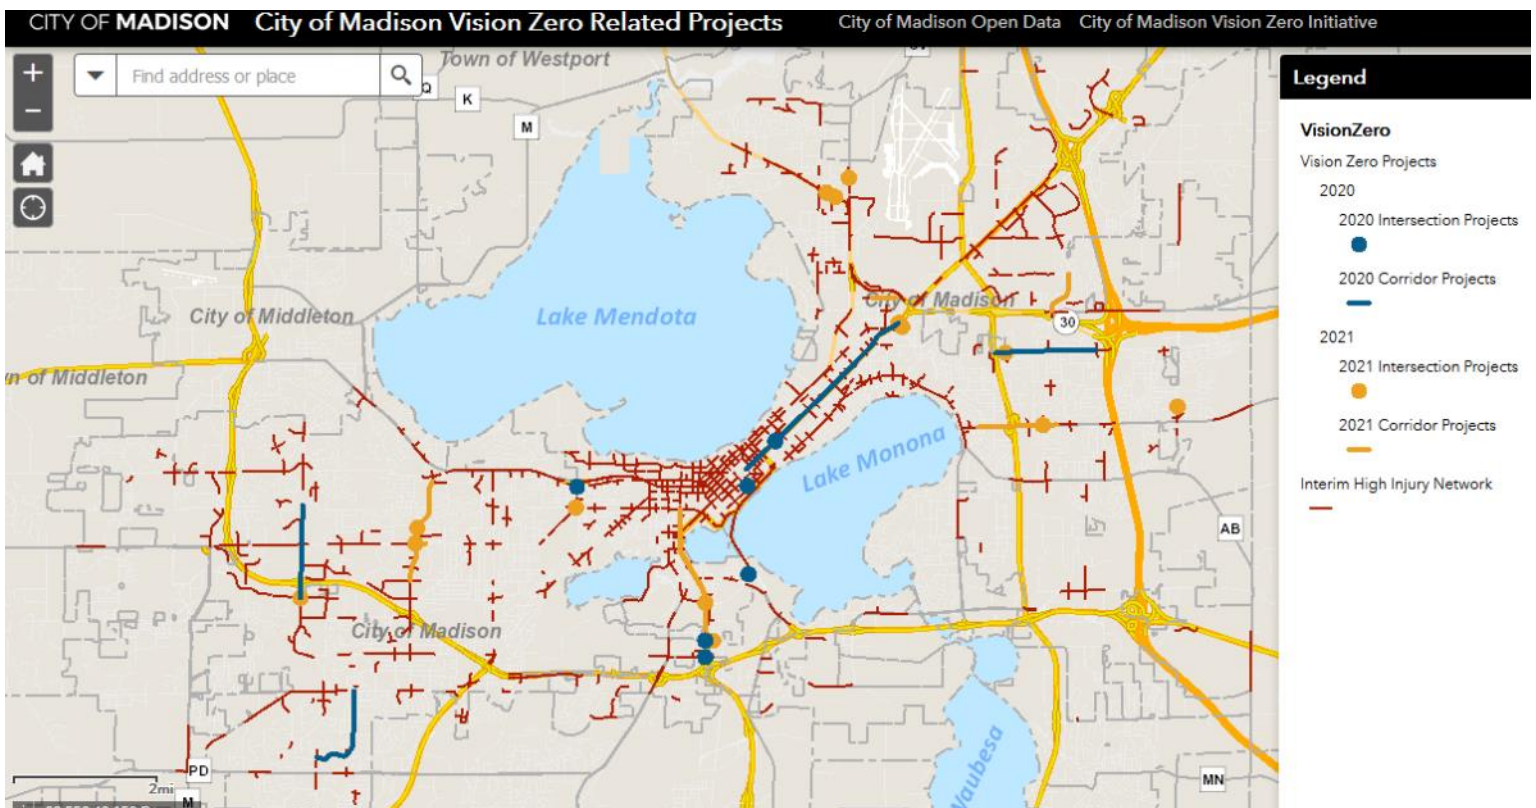 CITY OF MADISON City of Madison Vision Zero Related Projects City of Madison Open Data City of Madison Vision Zero Initiative
+
Find address or place
−
Town of Westport
Q
K
M
Legend
VisionZero
Vision Zero Projects
2020
2020 Intersection Projects
2020 Corridor Projects
2021
2021 Intersection Projects
2021 Corridor Projects
Interim High Injury Network
City of Middleton
Lake Mendota
City of Madison
30
of Middleton
Lake Monona
AB
City of Madison
Waubesa
PD
2mi
M
MN